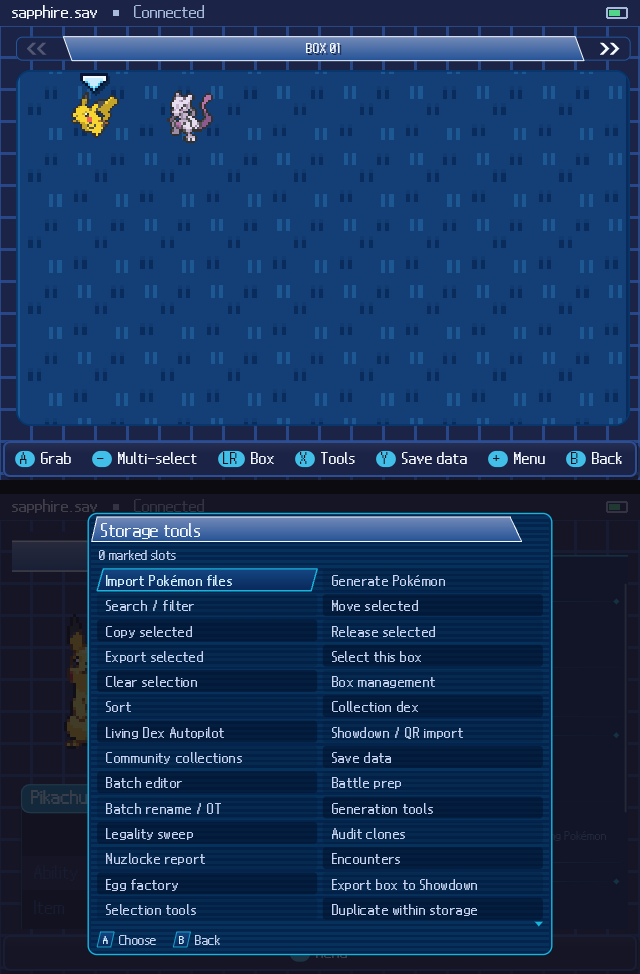 sapphire.sav ▪ Connected
BOX 01
A Grab − Multi-select LR Box X Tools Y Save data + Menu B Back
sapphire.sav ▪ Connected
Storage tools
0 marked slots
Import Pokémon files Generate Pokémon
Search / filter Move selected
Copy selected Release selected
Export selected Select this box
Clear selection Box management
Sort Collection dex
Living Dex Autopilot Showdown / QR import
Community collections Save data
Batch editor Battle prep
Pikachu
Batch rename / OT Generation tools
Legality sweep Audit clones
Pokémon
Nuzlocke report Encounters
Ability
Egg factory Export box to Showdown
Item
Selection tools Duplicate within storage
A Choose B Back
Menu